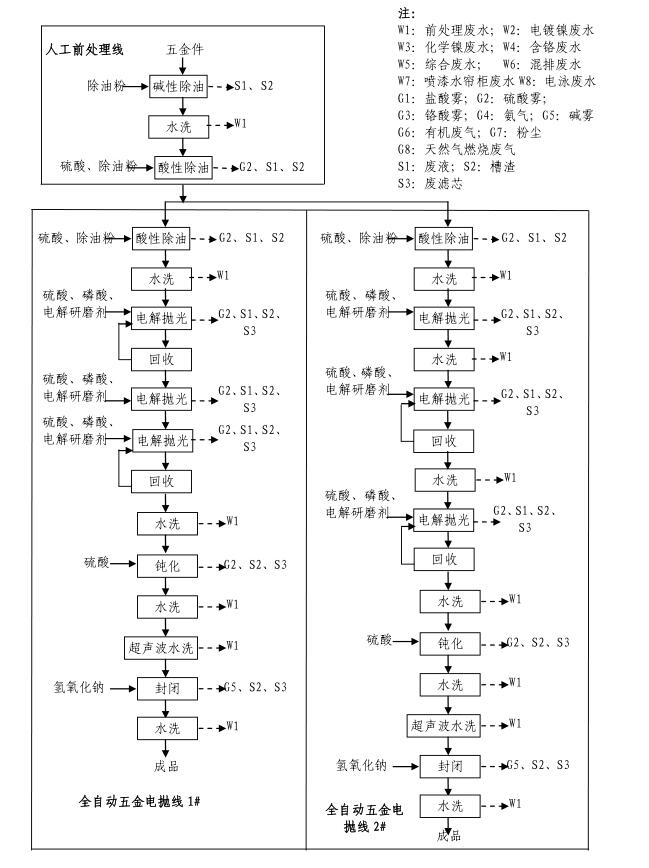 注：
W1：前处理废水；W2：电镀镍废水
W3：化学镍废水；W4：含铬废水
W5：综合废水；  W6：混排废水
W7：喷漆水帘柜废水 W8：电泳废水
G1：盐酸雾；G2：硫酸雾；
G3：铬酸雾；G4：氨气；G5：碱雾
G6：有机废气；G7：粉尘
G8：天然气燃烧废气
S1：废液；S2：槽渣
S3：废滤芯
人工前处理线
五金件
除油粉 碱性除油 S1、S2
水洗 W1
硫酸、除油粉 酸性除油 G2、S1、S2
硫酸、除油粉 酸性除油 G2、S1、S2
水洗 W1
硫酸、磷酸、
电解研磨剂 电解抛光 G2、S1、S2、
S3
回收
硫酸、磷酸、
电解研磨剂 电解抛光 G2、S1、S2、
S3
硫酸、磷酸、
电解研磨剂 电解抛光 G2、S1、S2、
S3
回收
水洗 W1
硫酸 钝化 G2、S2、S3
水洗 W1
超声波水洗 W1
氢氧化钠 封闭 G5、S2、S3
水洗 W1
成品
全自动五金电抛线 1#
硫酸、除油粉 酸性除油 G2、S1、S2
水洗 W1
硫酸、磷酸、
电解研磨剂 电解抛光 G2、S1、S2、
S3
水洗 W1
硫酸、磷酸、
电解研磨剂 电解抛光 G2、S1、S2、
S3
回收
水洗 W1
硫酸、磷酸、
电解研磨剂 电解抛光 G2、S1、S2、
S3
回收
水洗 W1
硫酸 钝化 G2、S2、S3
水洗 W1
超声波水洗 W1
氢氧化钠 封闭 G5、S2、S3
水洗 W1
成品
全自动五金电
抛线 2#